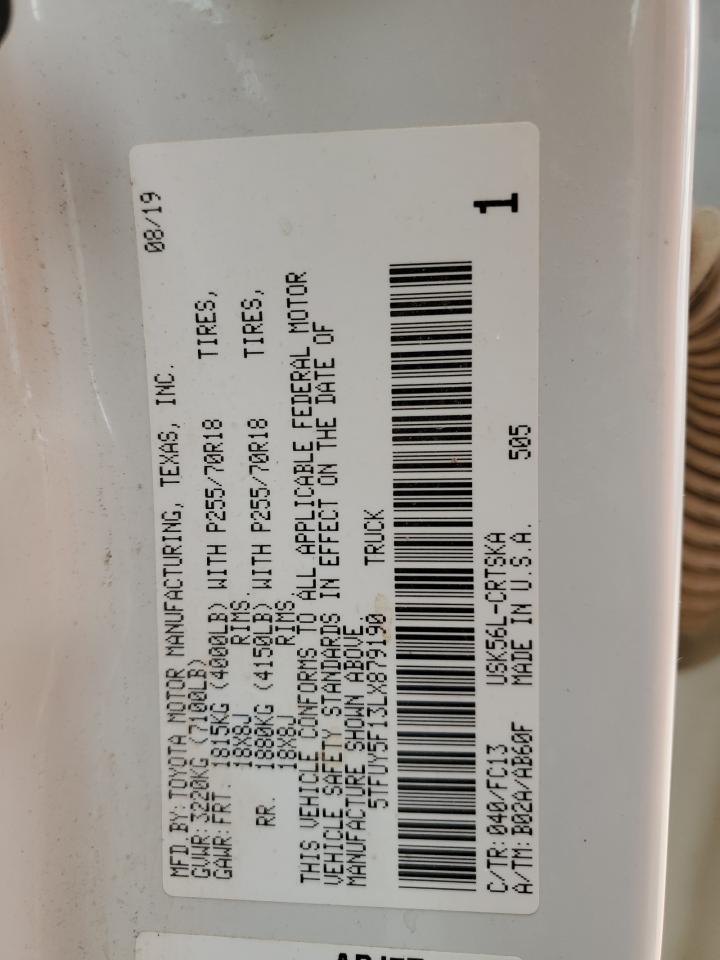 MFD.BY:TOYOTA MOTOR MANUFACTURING, TEXAS, INC. 08/19
GVWR:3220KG (7100LB)
GAWR:FRT. 1815KG (4000LB) WITH P255/70R18 TIRES,
18X8J RIMS.
RR. 1880KG (4150LB) WITH P255/70R18 TIRES,
18X8J RIMS.
THIS VEHICLE CONFORMS TO ALL APPLICABLE FEDERAL MOTOR
VEHICLE SAFETY STANDARDS IN EFFECT ON THE DATE OF
MANUFACTURE SHOWN ABOVE.
5TFUY5F13LX879190 TRUCK
1
C/TR:040/FC13 USK56L-CRTSKA
A/TM:B02A/AB60F MADE IN U.S.A. 505